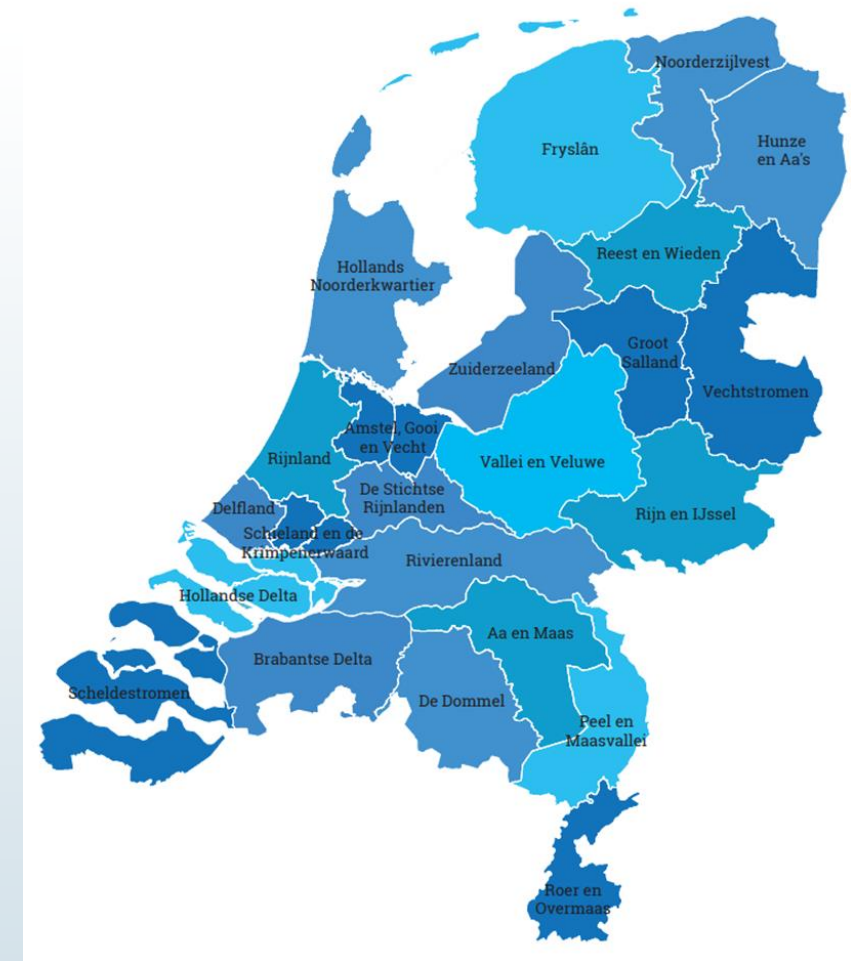 Noorderzijlvest
Hunze
en Aa's
Fryslân
Reest en Wieden
Hollands
Noorderkwartier
Groot
Salland
Zuiderzeeland
Vechtstromen
Amstel, Gooi
en Vecht
Rijnland
Vallei en Veluwe
De Stichtse
Rijnlanden
Delfland
Rijn en IJssel
Schieland en de
Krimpenerwaard
Rivierenland
Hollandse Delta
Aa en Maas
Brabantse Delta
Scheldestromen
De Dommel
Peel en
Maasvallei
Roer en
Overmaas